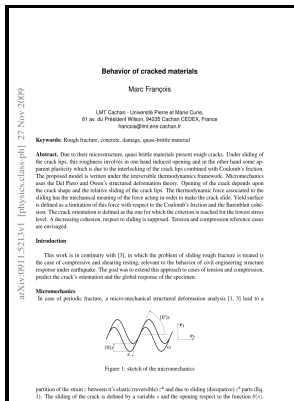 Behavior of cracked materials
Marc François
LMT Cachan - Université Pierre et Marie Curie,
61 av. du Président Wilson, 94235 Cachan CEDEX, France
francois@lmt.ens-cachan.fr
Keywords: Rough fracture, concrete, damage, quasi-brittle material
Abstract. Due to their microstructure, quasi brittle materials present rough cracks. Under sliding of
the crack lips, this roughness involves in one hand induced opening and in the other hand some ap-
parent plasticity which is due to the interlocking of the crack lips combined with Coulomb's friction.
The proposed model is written under the irreversible thermodynamics framework. Micromechanics
uses the Del Piero and Owen's structured deformation theory. Opening of the crack depends upon
the crack shape and the relative sliding of the crack lips. The thermodynamic force associated to the
sliding has the mechanical meaning of the force acting in order to make the crack slide. Yield surface
is defined as a limitation of this force with respect to the Coulomb's friction and the Barenblatt cohe-
sion. The crack orientation is defined as the one for which the criterion is reached for the lowest stress
level. A decreasing cohesion, respect to sliding is supposed. Tension and compression reference cases
are envisaged.
Introduction
This work is in continuity with [3], in which the problem of sliding rough fracture is treated in
the case of compressive and shearing testing, relevant to the behavior of civil engineering structure
response under earthquake. The goal was to extend this approach to cases of tension and compression,
predict the crack's orientation and the global response of the specimen.
Micromechanics
In case of periodic fracture, a micro-mechanical structured deformation analysis [1, 3] lead to a
Figure 1: sketch of the micromechanics
partition of the strain ε between it's elastic (reversible) εᵉ and due to sliding (dissipative) εᵈ parts (Eq.
1). The sliding of the crack is defined by a variable s and the opening respect to the function θ(s).
arXiv:0911.5213v1 [physics.class-ph] 27 Nov 2009